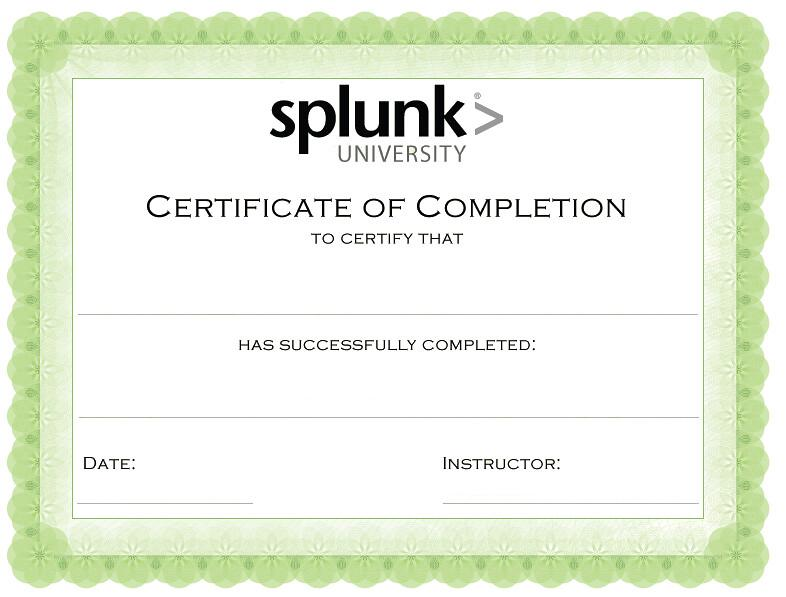 splunk>®
UNIVERSITY
CERTIFICATE OF COMPLETION
TO CERTIFY THAT
HAS SUCCESSFULLY COMPLETED:
DATE: INSTRUCTOR: